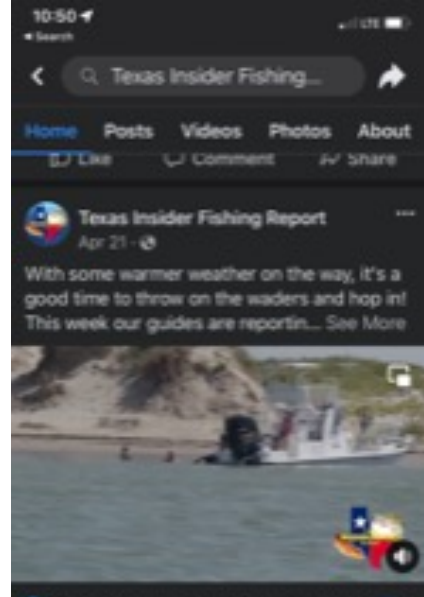 10:50
Search
LTE
Texas Insider Fishing...
Home Posts Videos Photos About
Like Comment Share
Texas Insider Fishing Report
Apr 21
With some warmer weather on the way, it's a
good time to throw on the waders and hop in!
This week our guides are reportin... See More